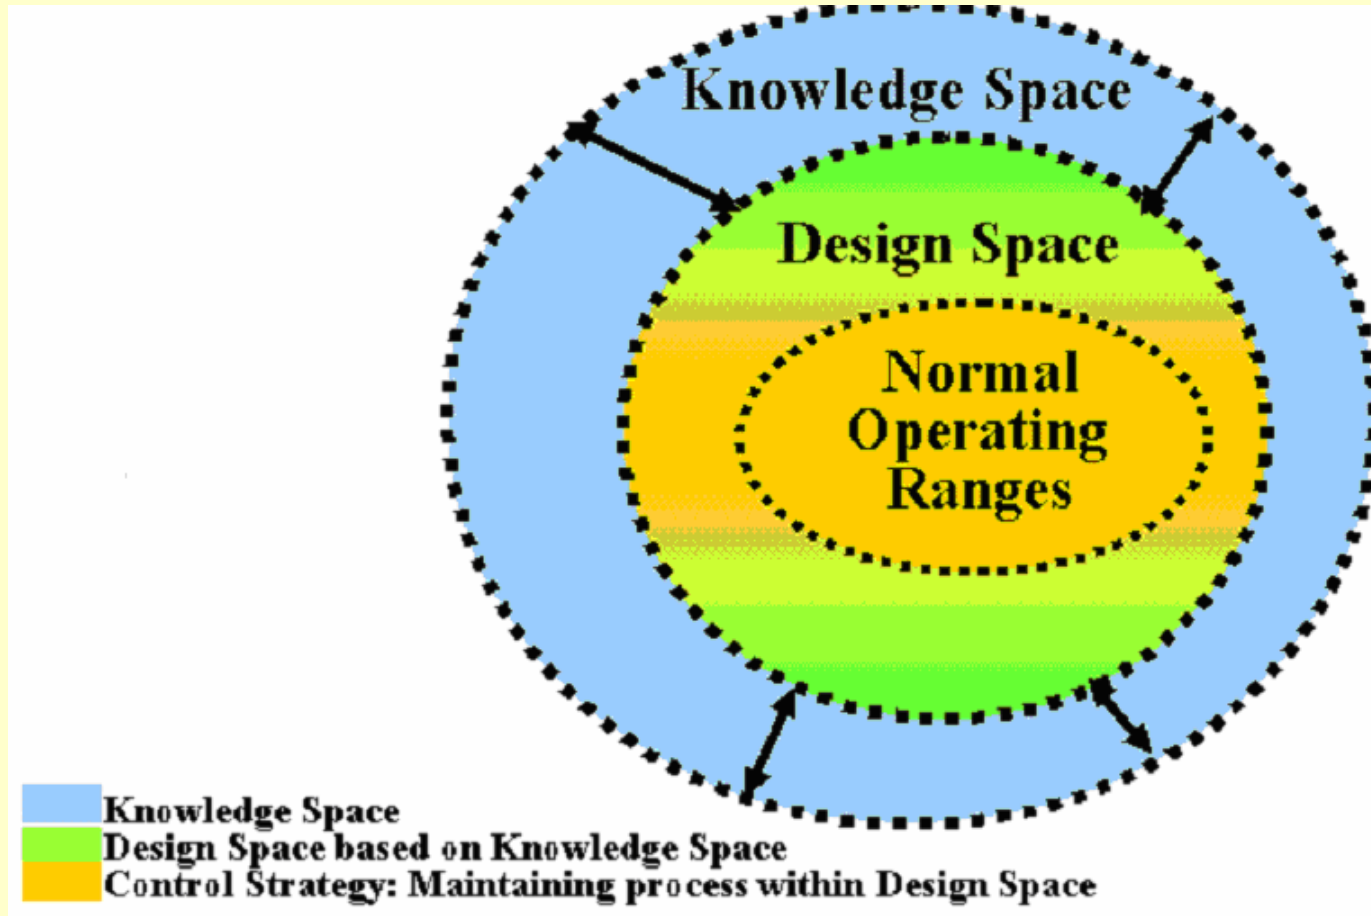 Knowledge Space
Design Space
Normal
Operating
Ranges
Knowledge Space
Design Space based on Knowledge Space
Control Strategy: Maintaining process within Design Space